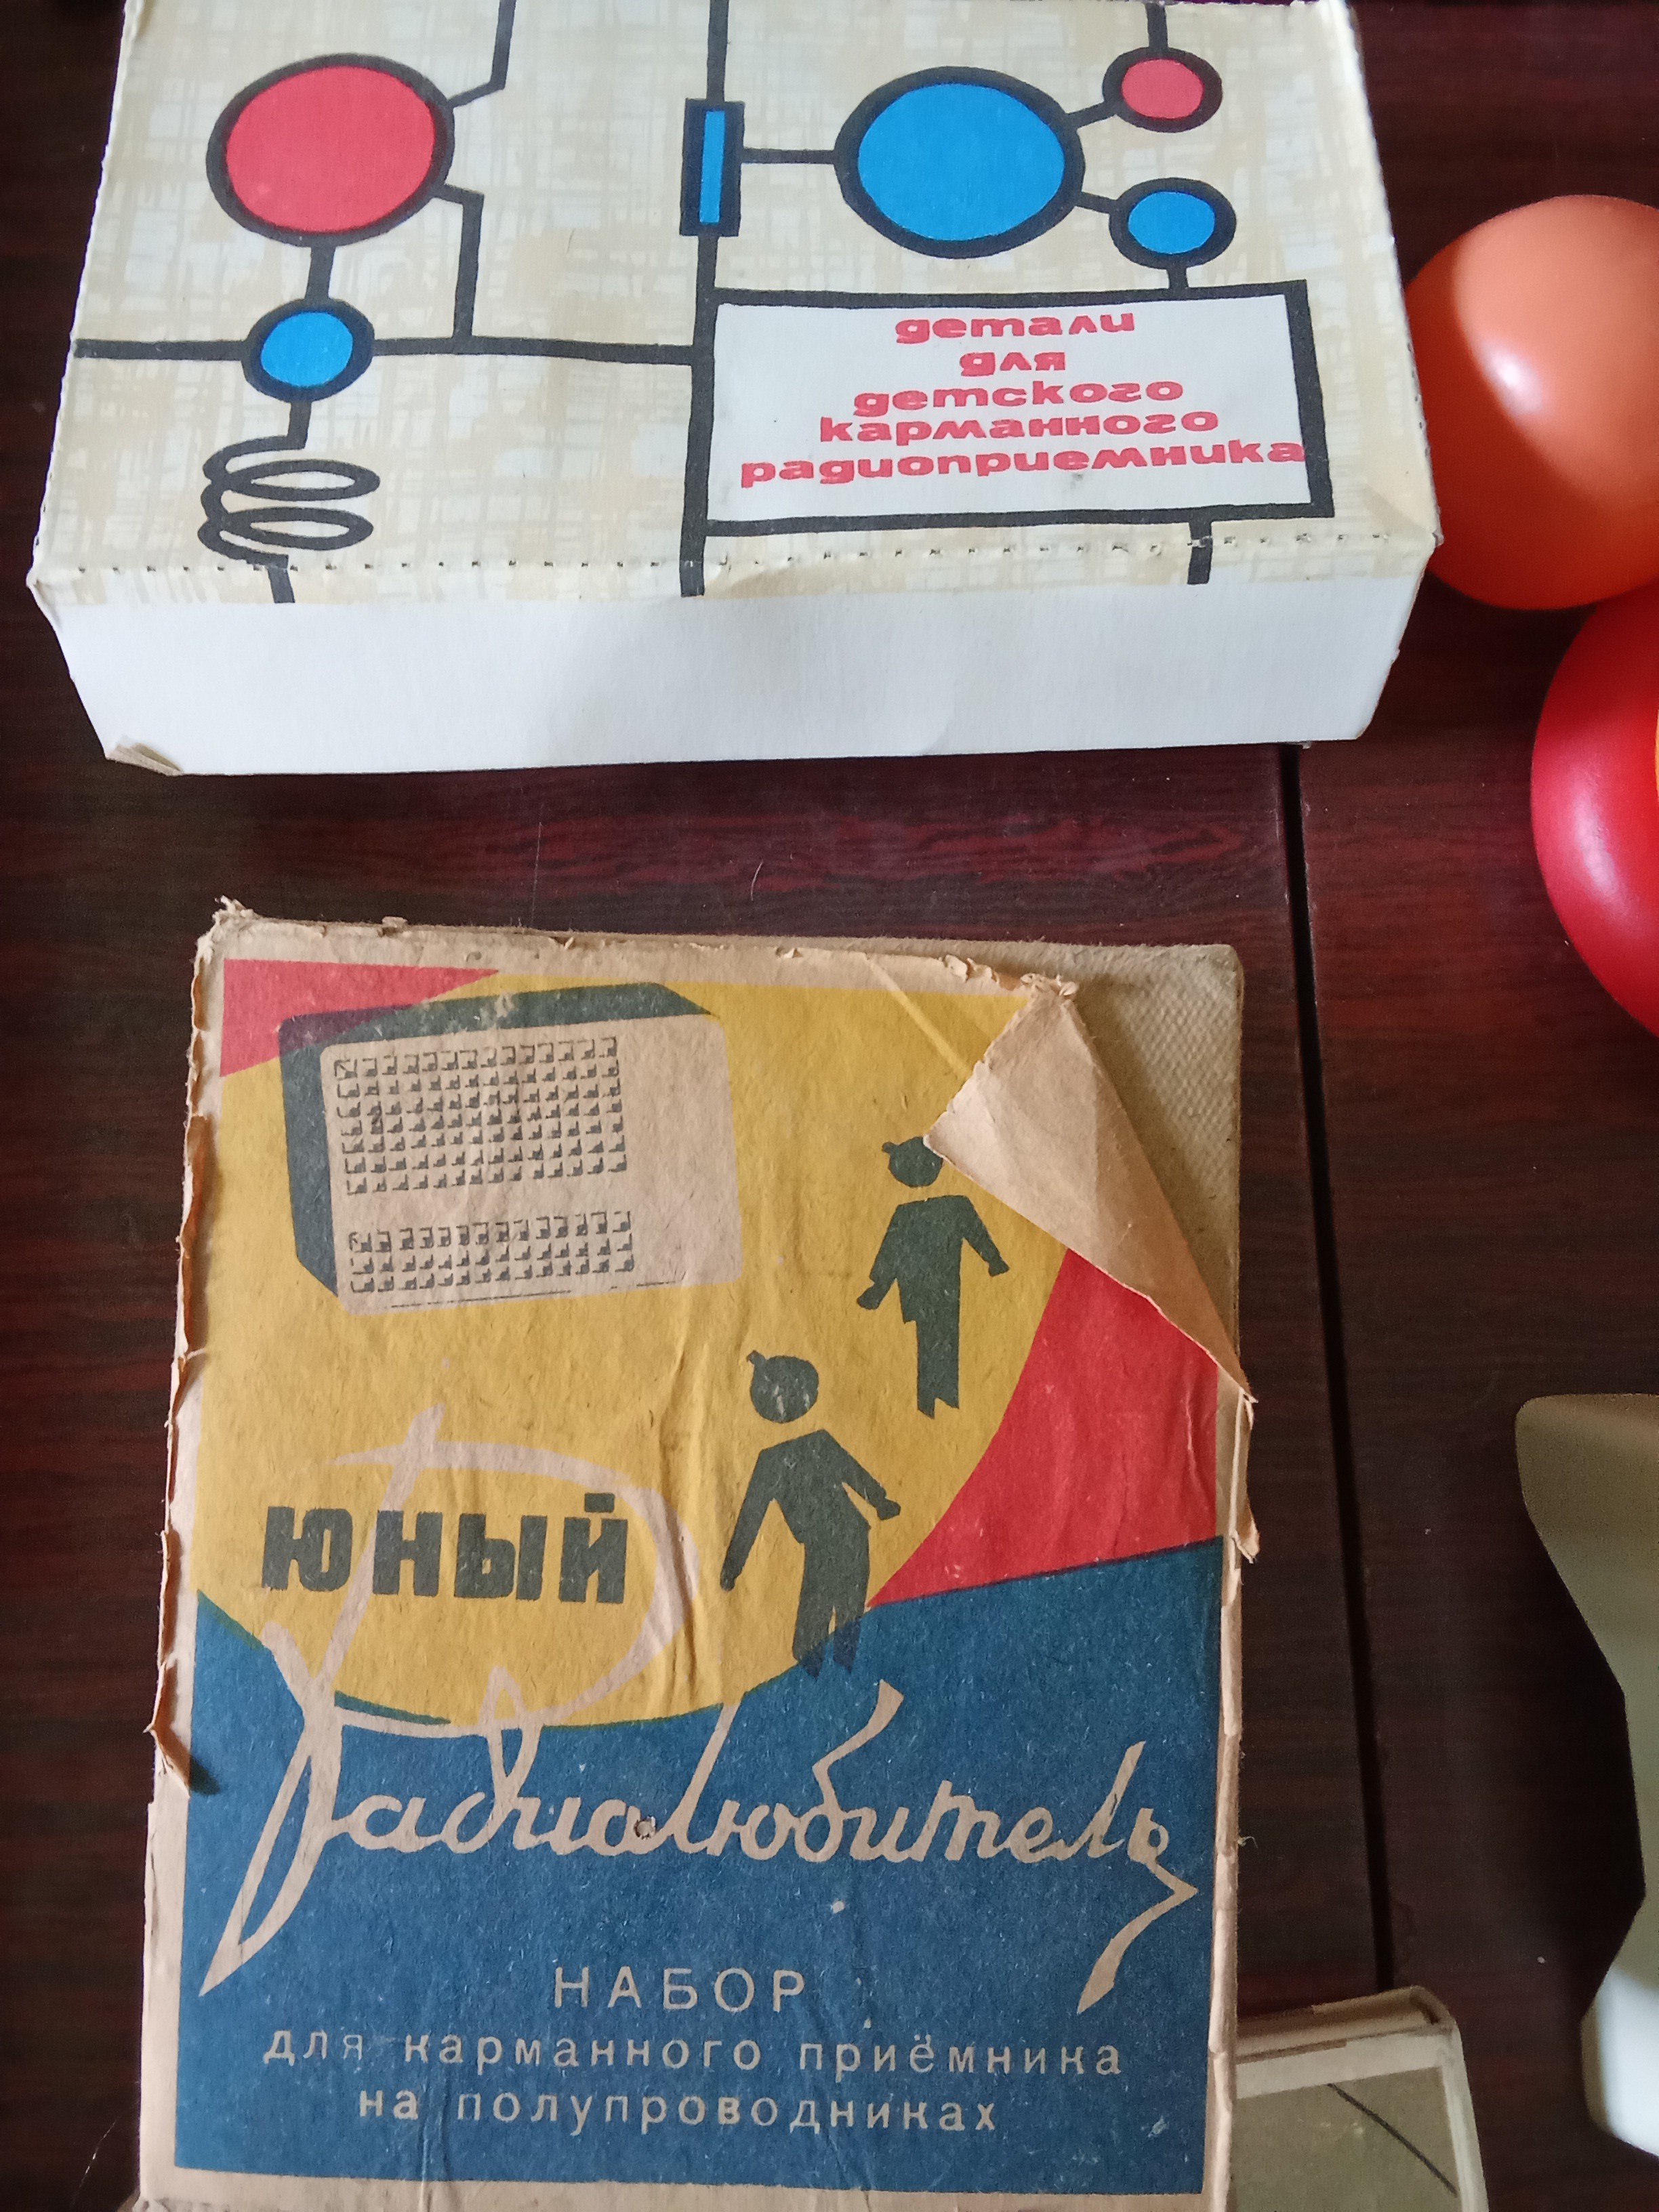 детали
для
детского
карманного
радиоприемника
юный
Радиолюбитель
НАБОР
для карманного приёмника
на полупроводниках